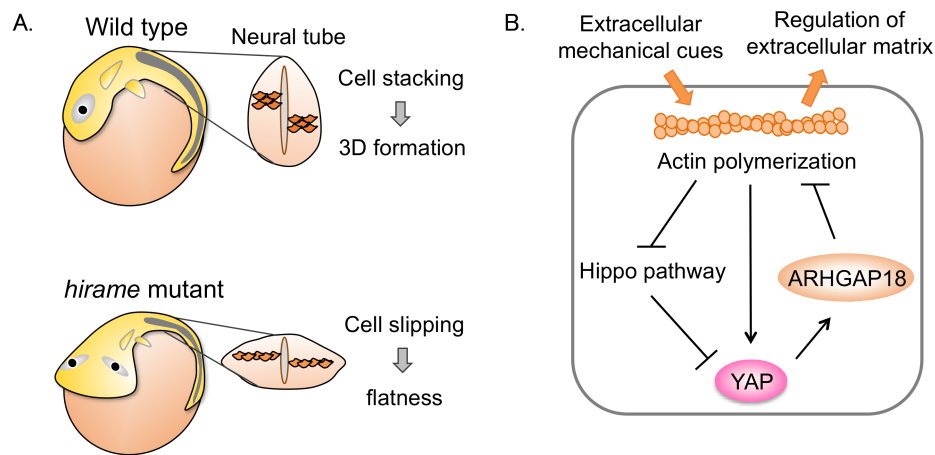 A.
Wild type
Neural tube
Cell stacking
3D formation
hirame mutant
Cell slipping
flatness
B.
Extracellular
mechanical cues
Regulation of
extracellular matrix
Actin polymerization
Hippo pathway
ARHGAP18
YAP